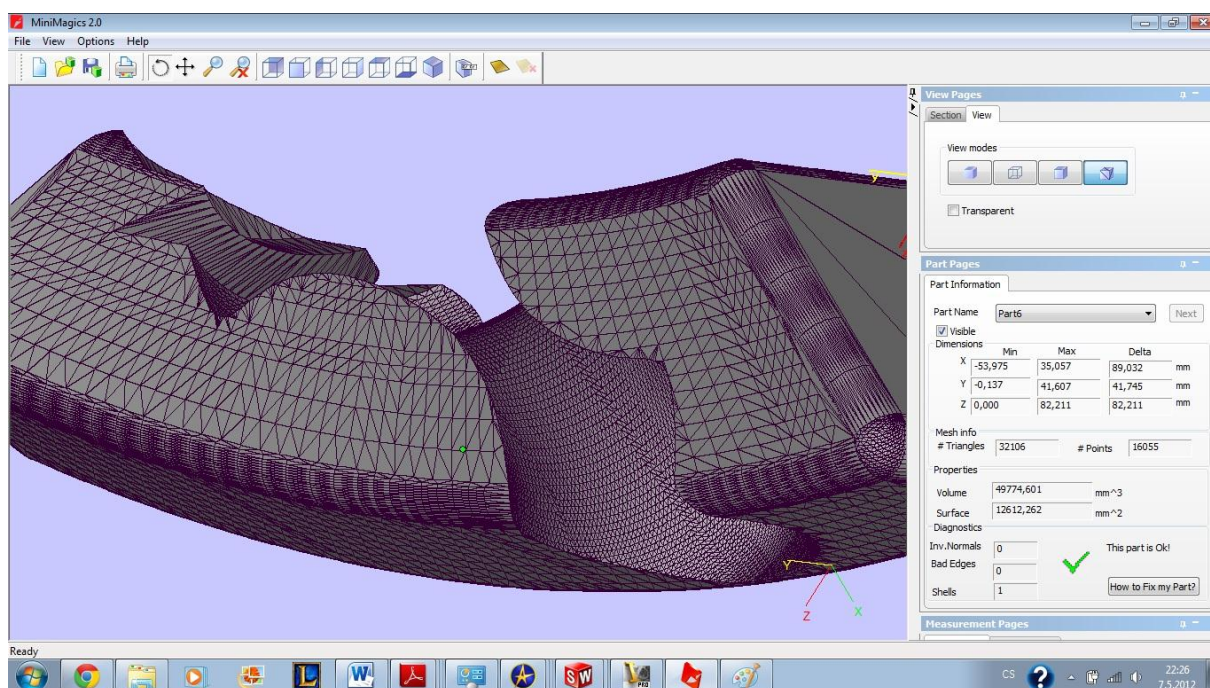 MiniMagics 2.0
File View Options Help
View Pages
Section View
View modes
Transparent
Part Pages
Part Information
Part Name Part6 Next
Visible
Dimensions
Min Max Delta
X -53,975 35,057 89,032 mm
Y -0,137 41,607 41,745 mm
Z 0,000 82,211 82,211 mm
Mesh info
# Triangles 32106 # Points 16055
Properties
Volume 49774,601 mm^3
Surface 12612,262 mm^2
Diagnostics
Inv.Normals 0 This part is Ok!
Bad Edges 0
Shells 1 How to Fix my Part?
Measurement Pages
Y
Y
Z X
Ready
L W SW PRO CS ? 22:26
7.5.2012